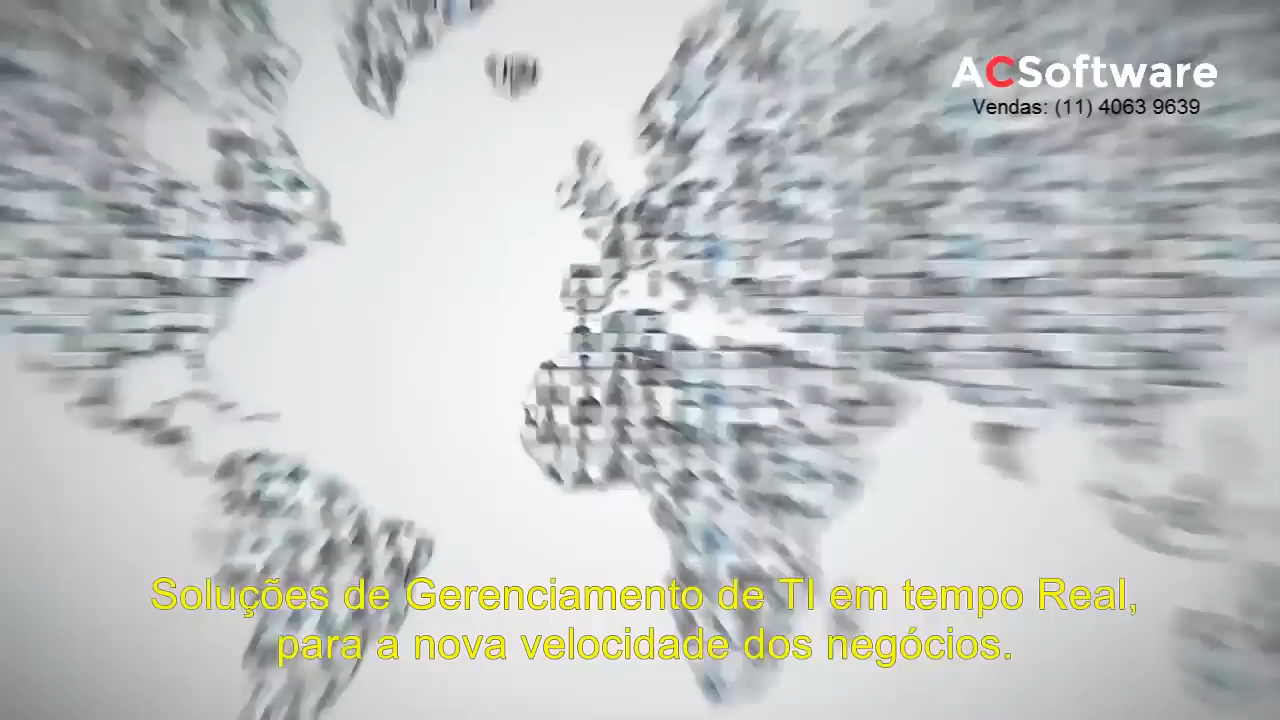 ACSoftware
Vendas: (11) 4063 9639
Soluções de Gerenciamento de TI em tempo Real,
para a nova velocidade dos negócios.